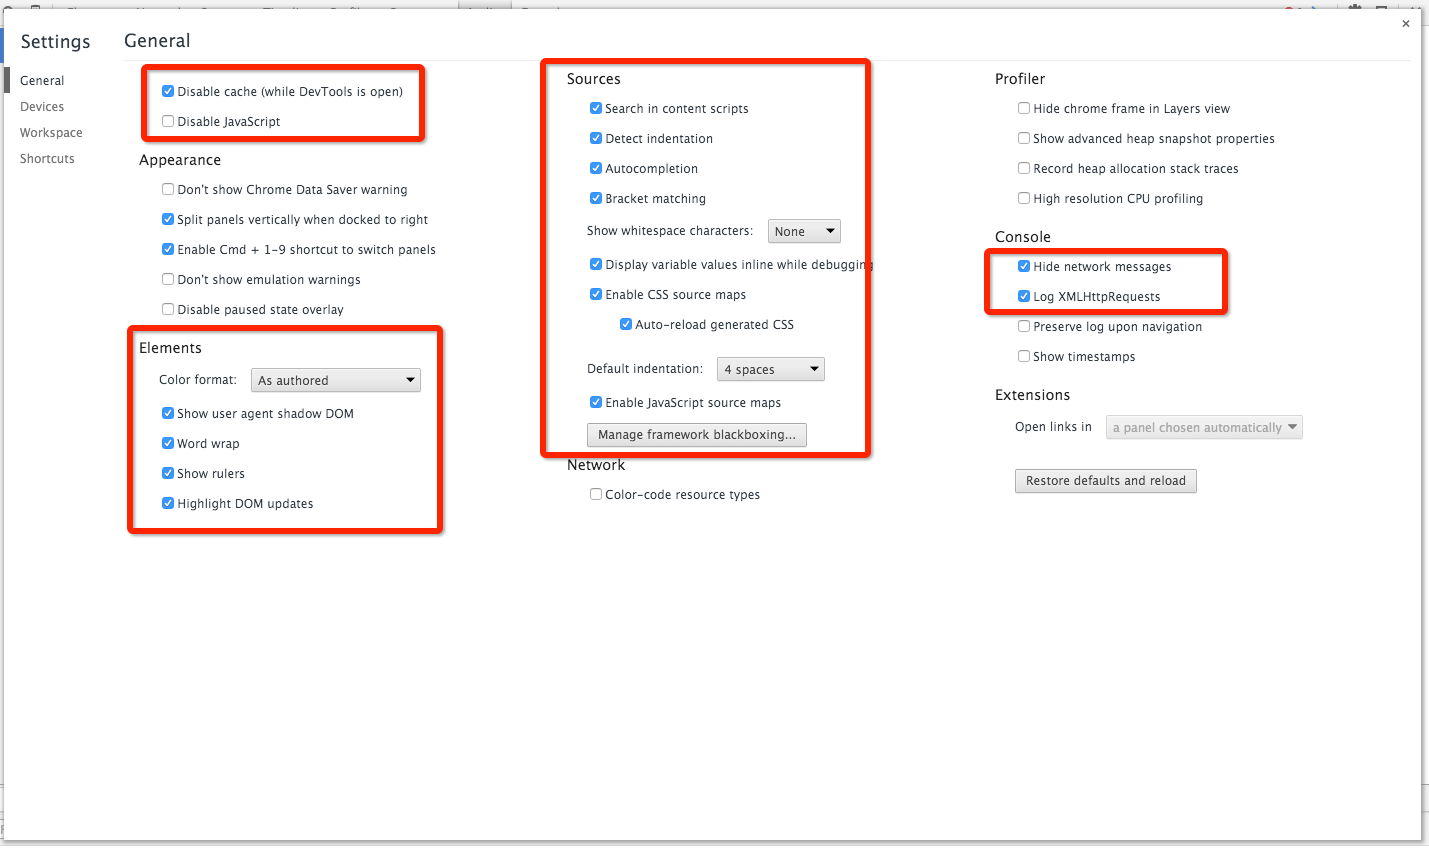 Settings
General
Devices
Workspace
Shortcuts
General
Disable cache (while DevTools is open)
Disable JavaScript
Appearance
Don't show Chrome Data Saver warning
Split panels vertically when docked to right
Enable Cmd + 1-9 shortcut to switch panels
Don't show emulation warnings
Disable paused state overlay
Elements
Color format: As authored
Show user agent shadow DOM
Word wrap
Show rulers
Highlight DOM updates
Sources
Search in content scripts
Detect indentation
Autocompletion
Bracket matching
Show whitespace characters: None
Display variable values inline while debugging
Enable CSS source maps
Auto-reload generated CSS
Default indentation: 4 spaces
Enable JavaScript source maps
Manage framework blackboxing...
Network
Color-code resource types
Profiler
Hide chrome frame in Layers view
Show advanced heap snapshot properties
Record heap allocation stack traces
High resolution CPU profiling
Console
Hide network messages
Log XMLHttpRequests
Preserve log upon navigation
Show timestamps
Extensions
Open links in a panel chosen automatically
Restore defaults and reload